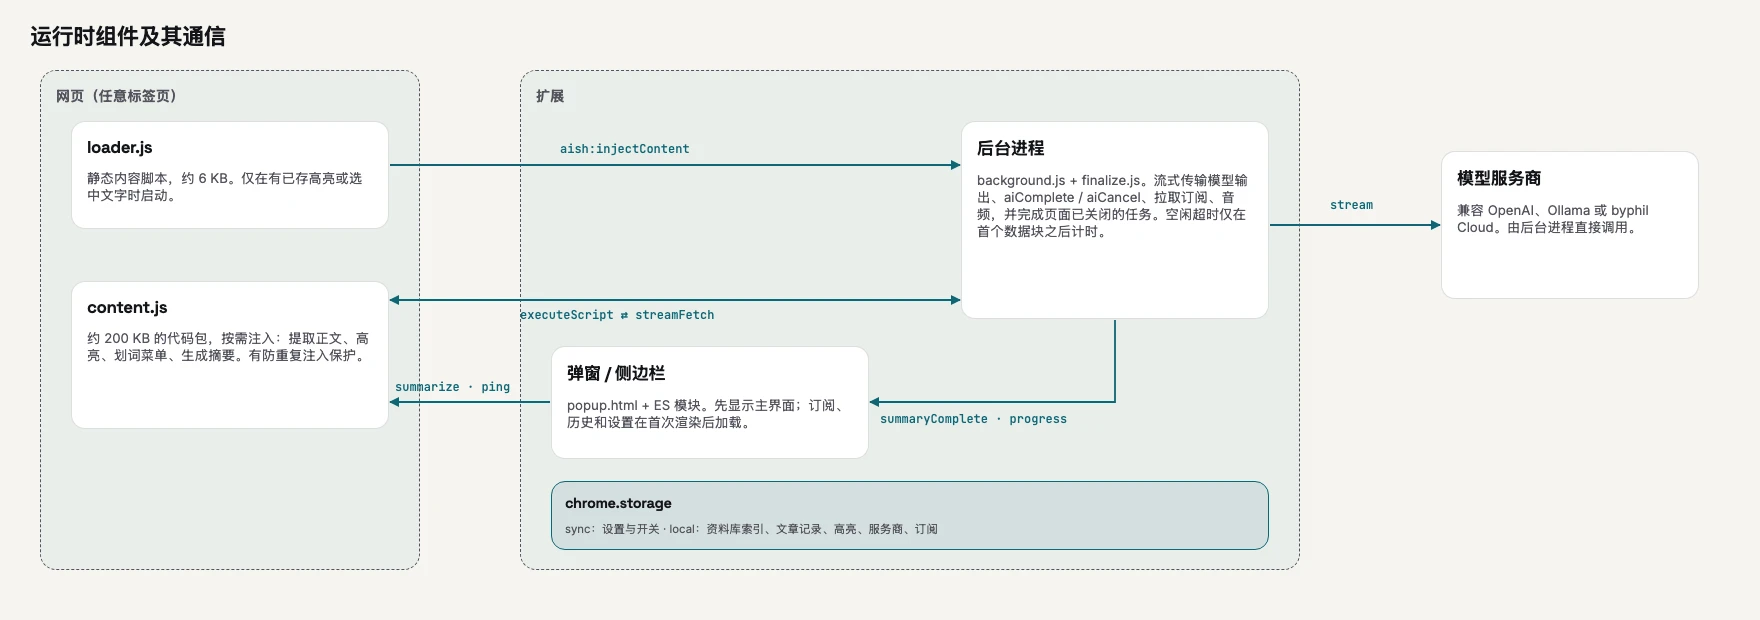 运行时组件及其通信
网页（任意标签页）
loader.js
静态内容脚本，约 6 KB。仅在有已存高亮或选
中文字时启动。
content.js
约 200 KB 的代码包，按需注入：提取正文、高
亮、划词菜单、生成摘要。有防重复注入保护。
扩展
aish:injectContent
executeScript ⇄ streamFetch
summarize · ping
弹窗 / 侧边栏
popup.html + ES 模块。先显示主界面；订阅、
历史和设置在首次渲染后加载。
后台进程
background.js + finalize.js。流式传输模型输
出、aiComplete / aiCancel、拉取订阅、音
频，并完成页面已关闭的任务。空闲超时仅在
首个数据块之后计时。
summaryComplete · progress
chrome.storage
sync：设置与开关 · local：资料库索引、文章记录、高亮、服务商、订阅
stream
模型服务商
兼容 OpenAI、Ollama 或 byphil
Cloud。由后台进程直接调用。